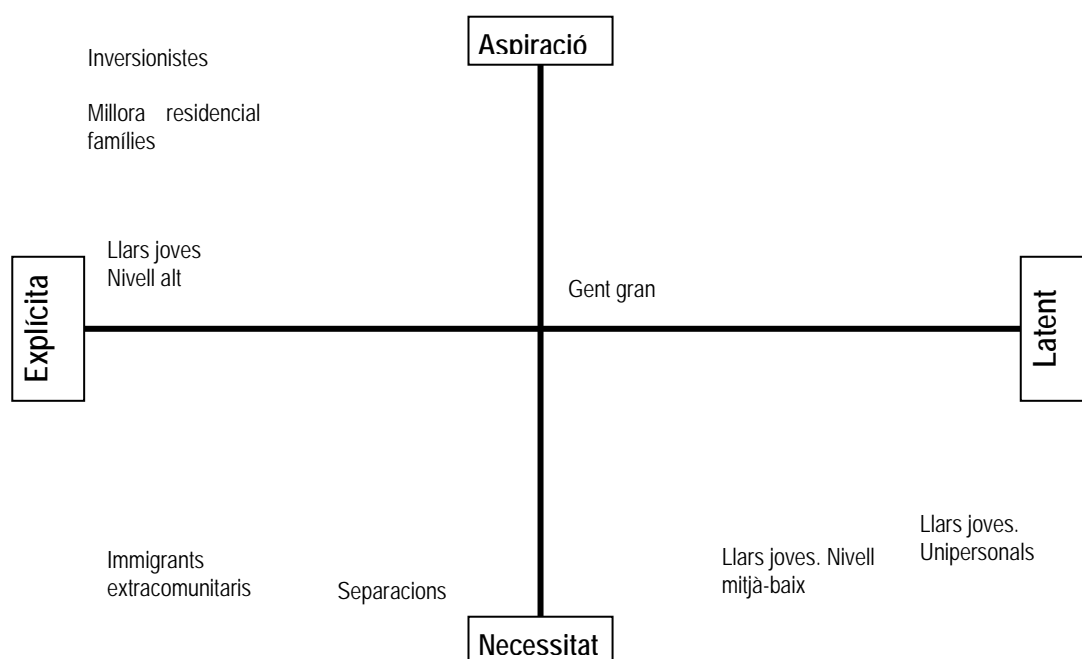 Aspiració
Inversionistes
Millora residencial
famílies
Llars joves
Nivell alt
Explícita
Gent gran
Latent
Immigrants
extracomunitaris
Separacions
Llars joves. Nivell
mitjà-baix
Llars joves.
Unipersonals
Necessitat